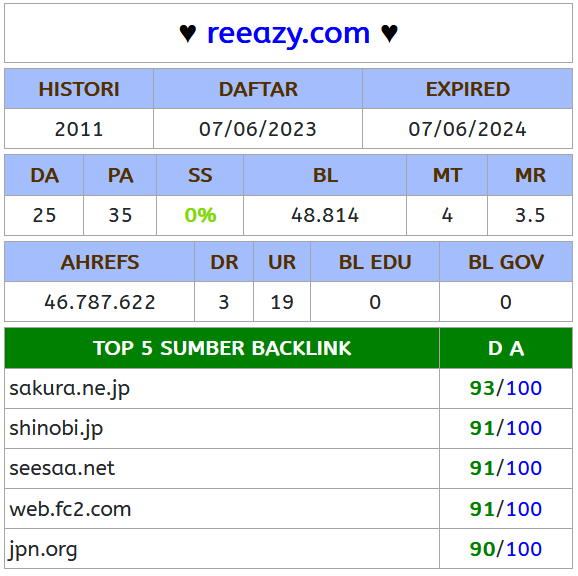 ♥ reeazy.com ♥
HISTORI DAFTAR EXPIRED
2011 07/06/2023 07/06/2024
DA PA SS BL MT MR
25 35 0% 48.814 4 3.5
AHREFS DR UR BL EDU BL GOV
46.787.622 3 19 0 0
TOP 5 SUMBER BACKLINK D A
sakura.ne.jp 93/100
shinobi.jp 91/100
seesaa.net 91/100
web.fc2.com 91/100
jpn.org 90/100